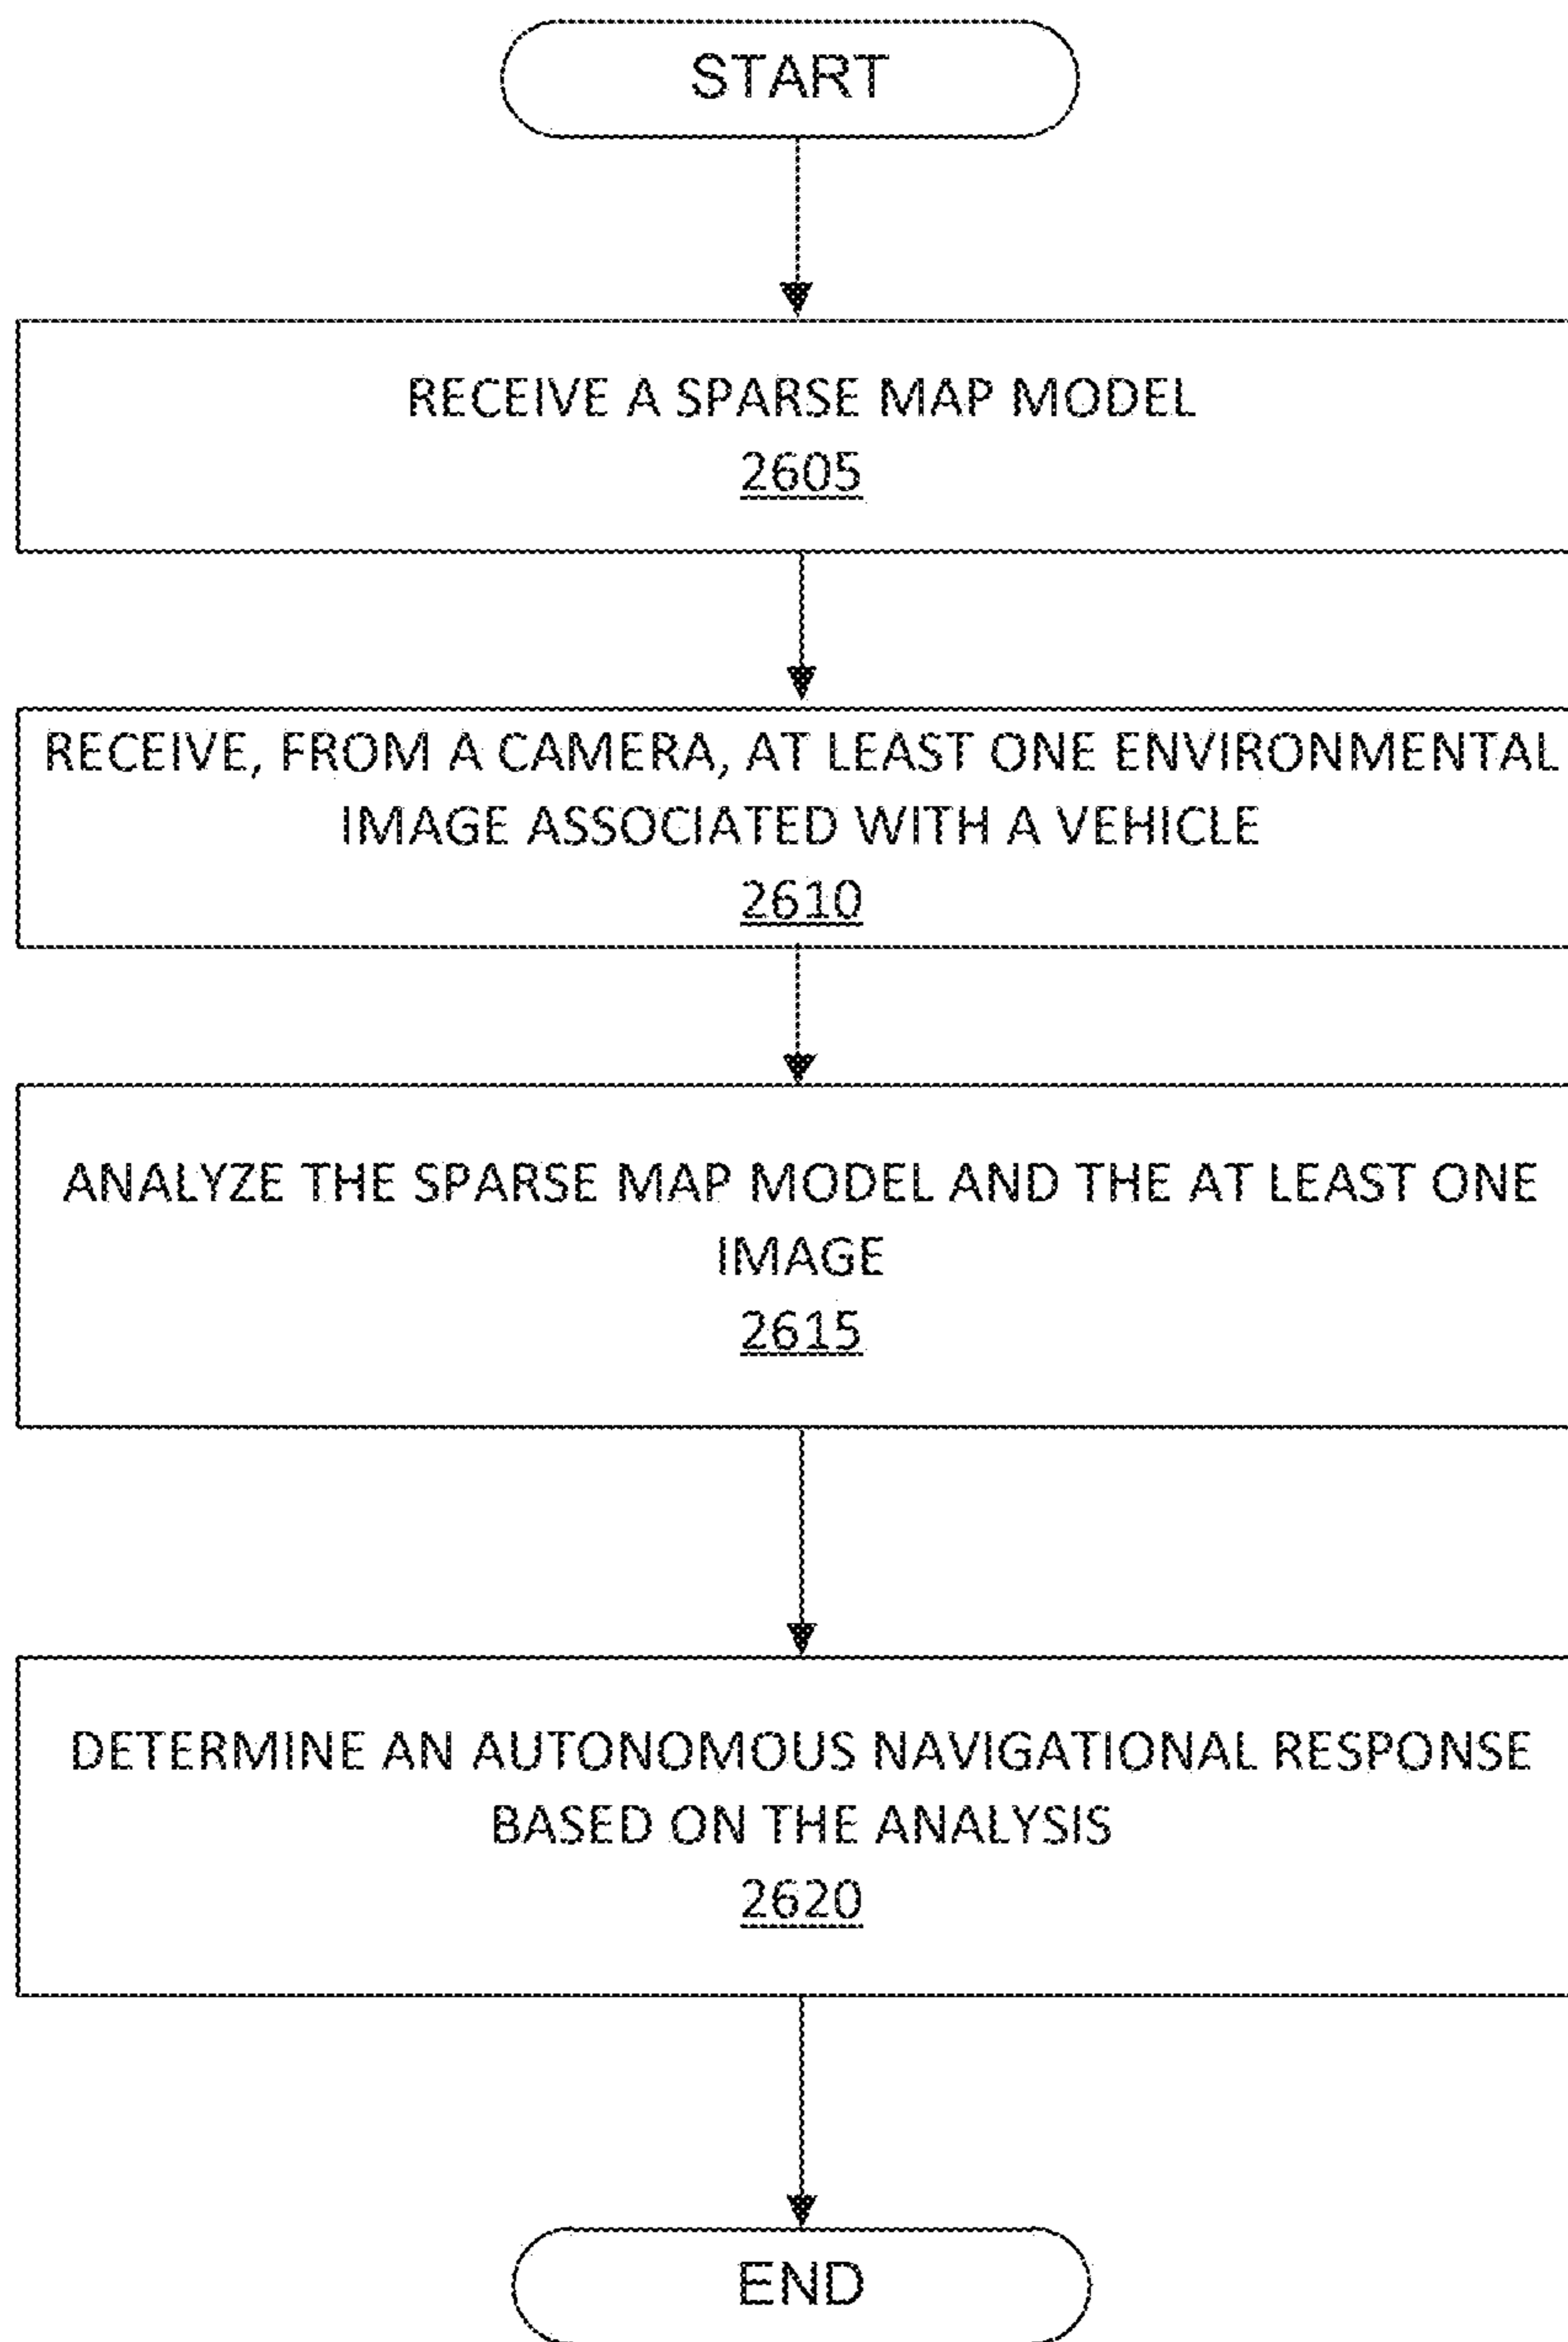 START
RECEIVE A SPARSE MAP MODEL
2605
RECEIVE, FROM A CAMERA, AT LEAST ONE ENVIRONMENTAL
IMAGE ASSOCIATED WITH A VEHICLE
2610
ANALYZE THE SPARSE MAP MODEL AND THE AT LEAST ONE
IMAGE
2615
DETERMINE AN AUTONOMOUS NAVIGATIONAL RESPONSE
BASED ON THE ANALYSIS
2620
END